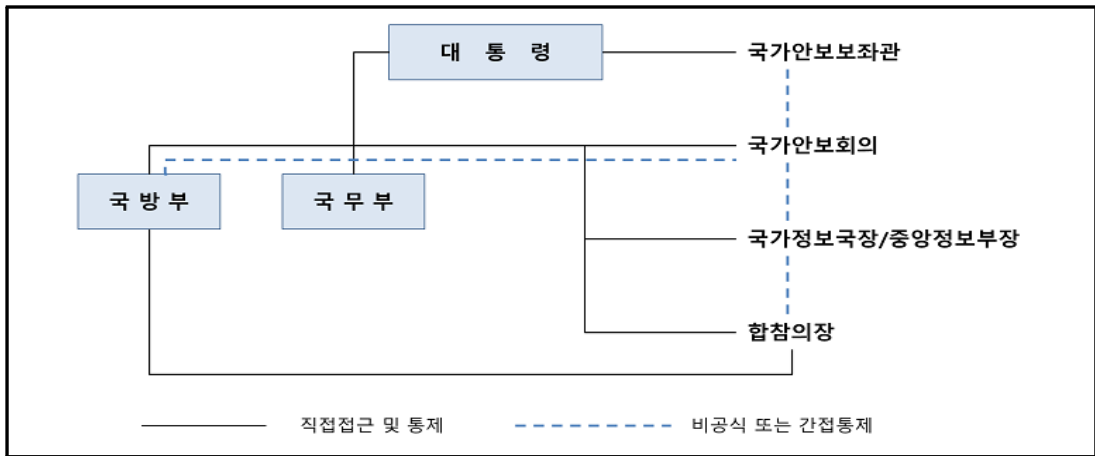 대 통 령
국가안보보좌관
국가안보회의
국 방 부
국 무 부
국가정보국장/중앙정보부장
합참의장
직접접근 및 통제
비공식 또는 간접통제